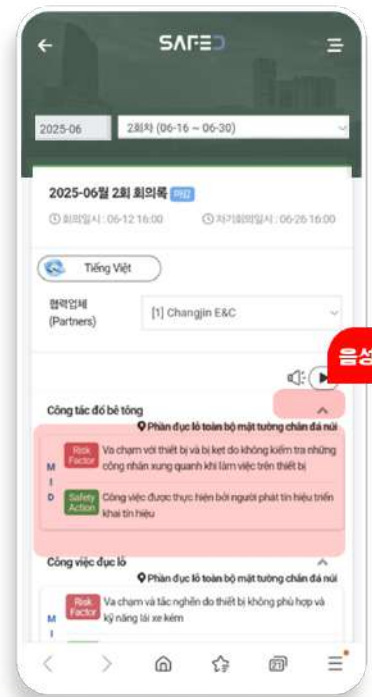 SAFED
2025-06
2회차 (06-16 ~ 06-30)
2025-06월 2회 회의록 마감
회의일시 : 06-12 16:00
차기회의일시 : 06-26 16:00
Tiếng Việt
협력업체
(Partners)
[1] Changjin E&C
음성
Công tác đổ bê tông
Phần đục lỗ toàn bộ mặt tường chắn đá núi
Risk
Factor
Va chạm với thiết bị và bị kẹt do không kiểm tra những
công nhân xung quanh khi làm việc trên thiết bị
M
I
D
Safety
Action
Công việc được thực hiện bởi người phát tín hiệu triển
khai tín hiệu
Công việc đục lỗ
Phần đục lỗ toàn bộ mặt tường chắn đá núi
Risk
Factor
Va chạm và tắc nghẽn do thiết bị không phù hợp và
kỹ năng lái xe kém
M
I
21